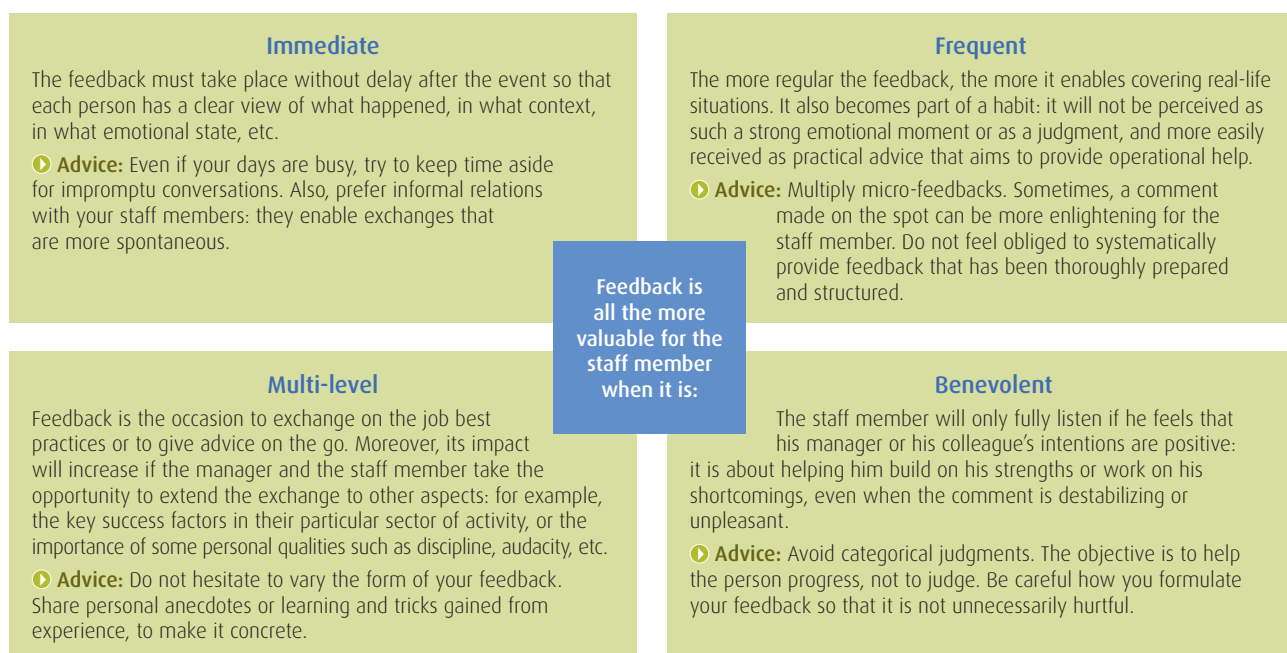 Immediate
The feedback must take place without delay after the event so that
each person has a clear view of what happened, in what context,
in what emotional state, etc.
Advice: Even if your days are busy, try to keep time aside
for impromptu conversations. Also, prefer informal relations
with your staff members: they enable exchanges that
are more spontaneous.
Frequent
The more regular the feedback, the more it enables covering real-life
situations. It also becomes part of a habit: it will not be perceived as
such a strong emotional moment or as a judgment, and more easily
received as practical advice that aims to provide operational help.
Advice: Multiply micro-feedbacks. Sometimes, a comment
made on the spot can be more enlightening for the
staff member. Do not feel obliged to systematically
provide feedback that has been thoroughly prepared
and structured.
Feedback is
all the more
valuable for the
staff member
when it is:
Multi-level
Feedback is the occasion to exchange on the job best
practices or to give advice on the go. Moreover, its impact
will increase if the manager and the staff member take the
opportunity to extend the exchange to other aspects: for example,
the key success factors in their particular sector of activity, or the
importance of some personal qualities such as discipline, audacity, etc.
Advice: Do not hesitate to vary the form of your feedback.
Share personal anecdotes or learning and tricks gained from
experience, to make it concrete.
Benevolent
The staff member will only fully listen if he feels that
his manager or his colleague's intentions are positive:
it is about helping him build on his strengths or work on his
shortcomings, even when the comment is destabilizing or
unpleasant.
Advice: Avoid categorical judgments. The objective is to help
the person progress, not to judge. Be careful how you formulate
your feedback so that it is not unnecessarily hurtful.